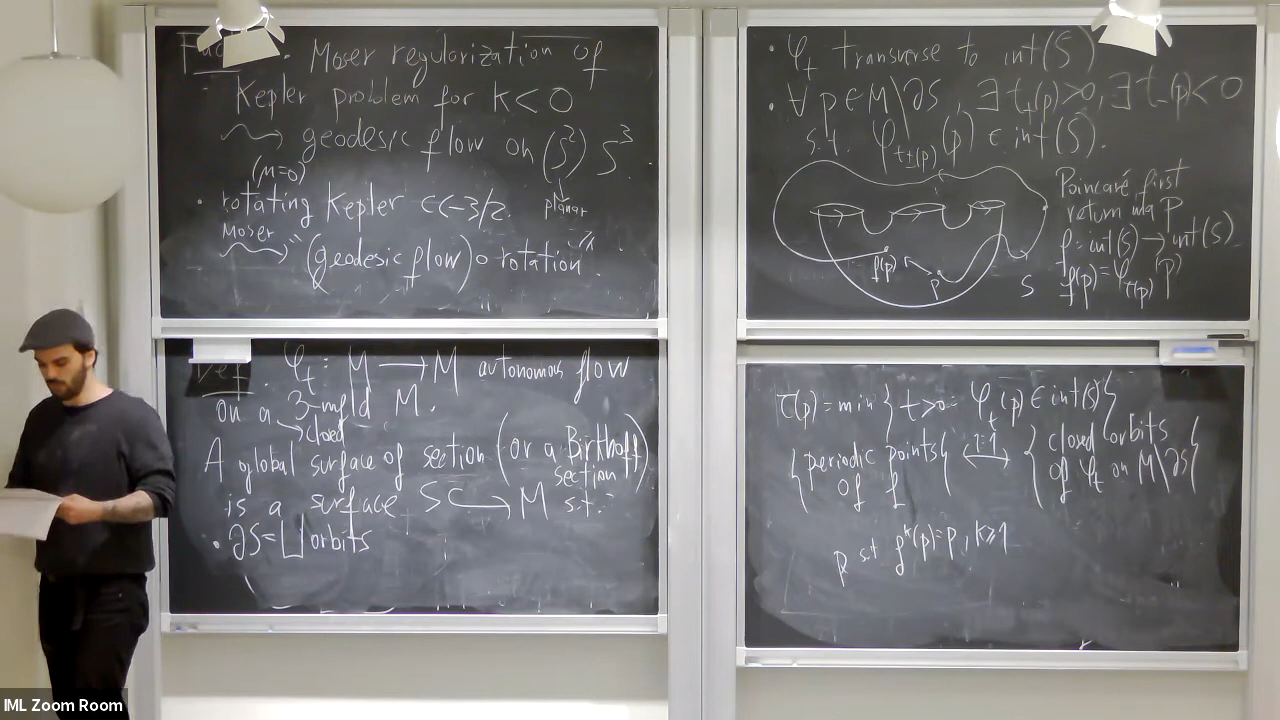 Fact. Moser regularization of
Kepler problem for K<0
⇝ geodesic flow on (S²) S³
(μ=0)
planar
• rotating Kepler c<-3/2.
Moser
⇝ "(geodesic flow) ∘ rotation".
Def. φ_t : M → M autonomous flow
on a 3-mfld M.
→ closed
A global surface of section (or a Birkhoff
section)
is a surface S ↪ M s.t.
• ∂S = ⊔ orbits
• φ_t transverse to int(S)
• ∀ p∈M\∂S, ∃ t₊(p)>0, ∃ t₋(p)<0
s.t. φ_{t±(p)}(p) ∈ int(S).
Poincaré first
return map
f: int(S) → int(S)
f(p)=φ_{τ(p)}(p)
f(p)
p
S
τ(p) = min { t>0: φ_t(p) ∈ int(S)}
{periodic points of f} ⟷ 1:1 {closed orbits of φ_t on M\∂S}
p s.t f^k(p)=p, k≥1
IML Zoom Room